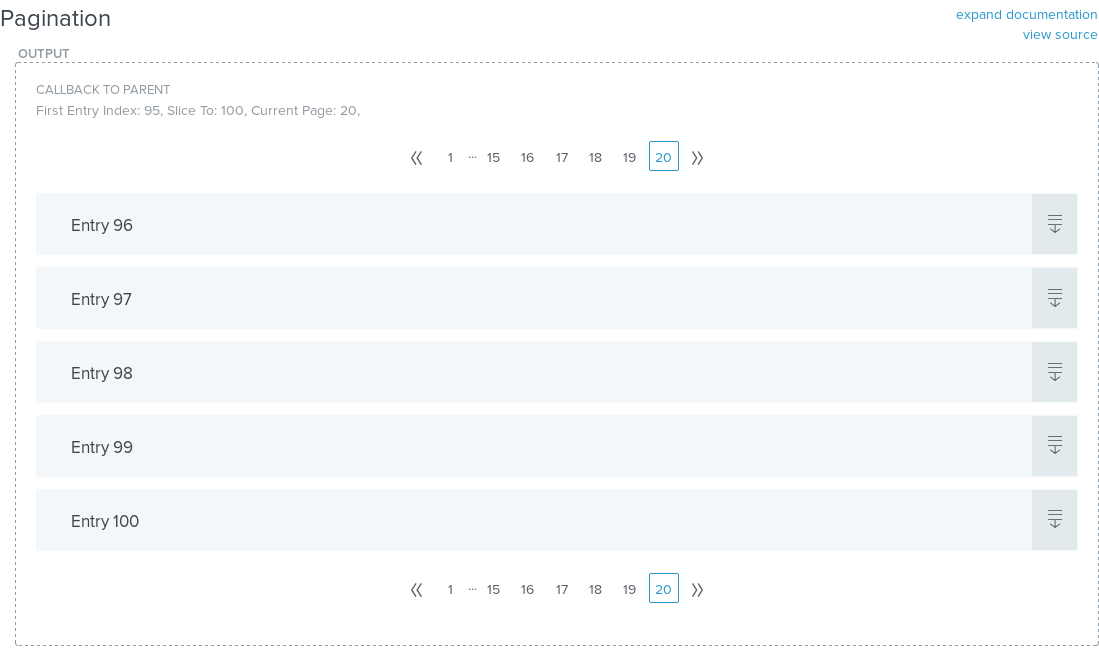 Pagination
expand documentation
view source
OUTPUT
CALLBACK TO PARENT
First Entry Index: 95, Slice To: 100, Current Page: 20,
1 ... 15 16 17 18 19 20
Entry 96
Entry 97
Entry 98
Entry 99
Entry 100
1 ... 15 16 17 18 19 20